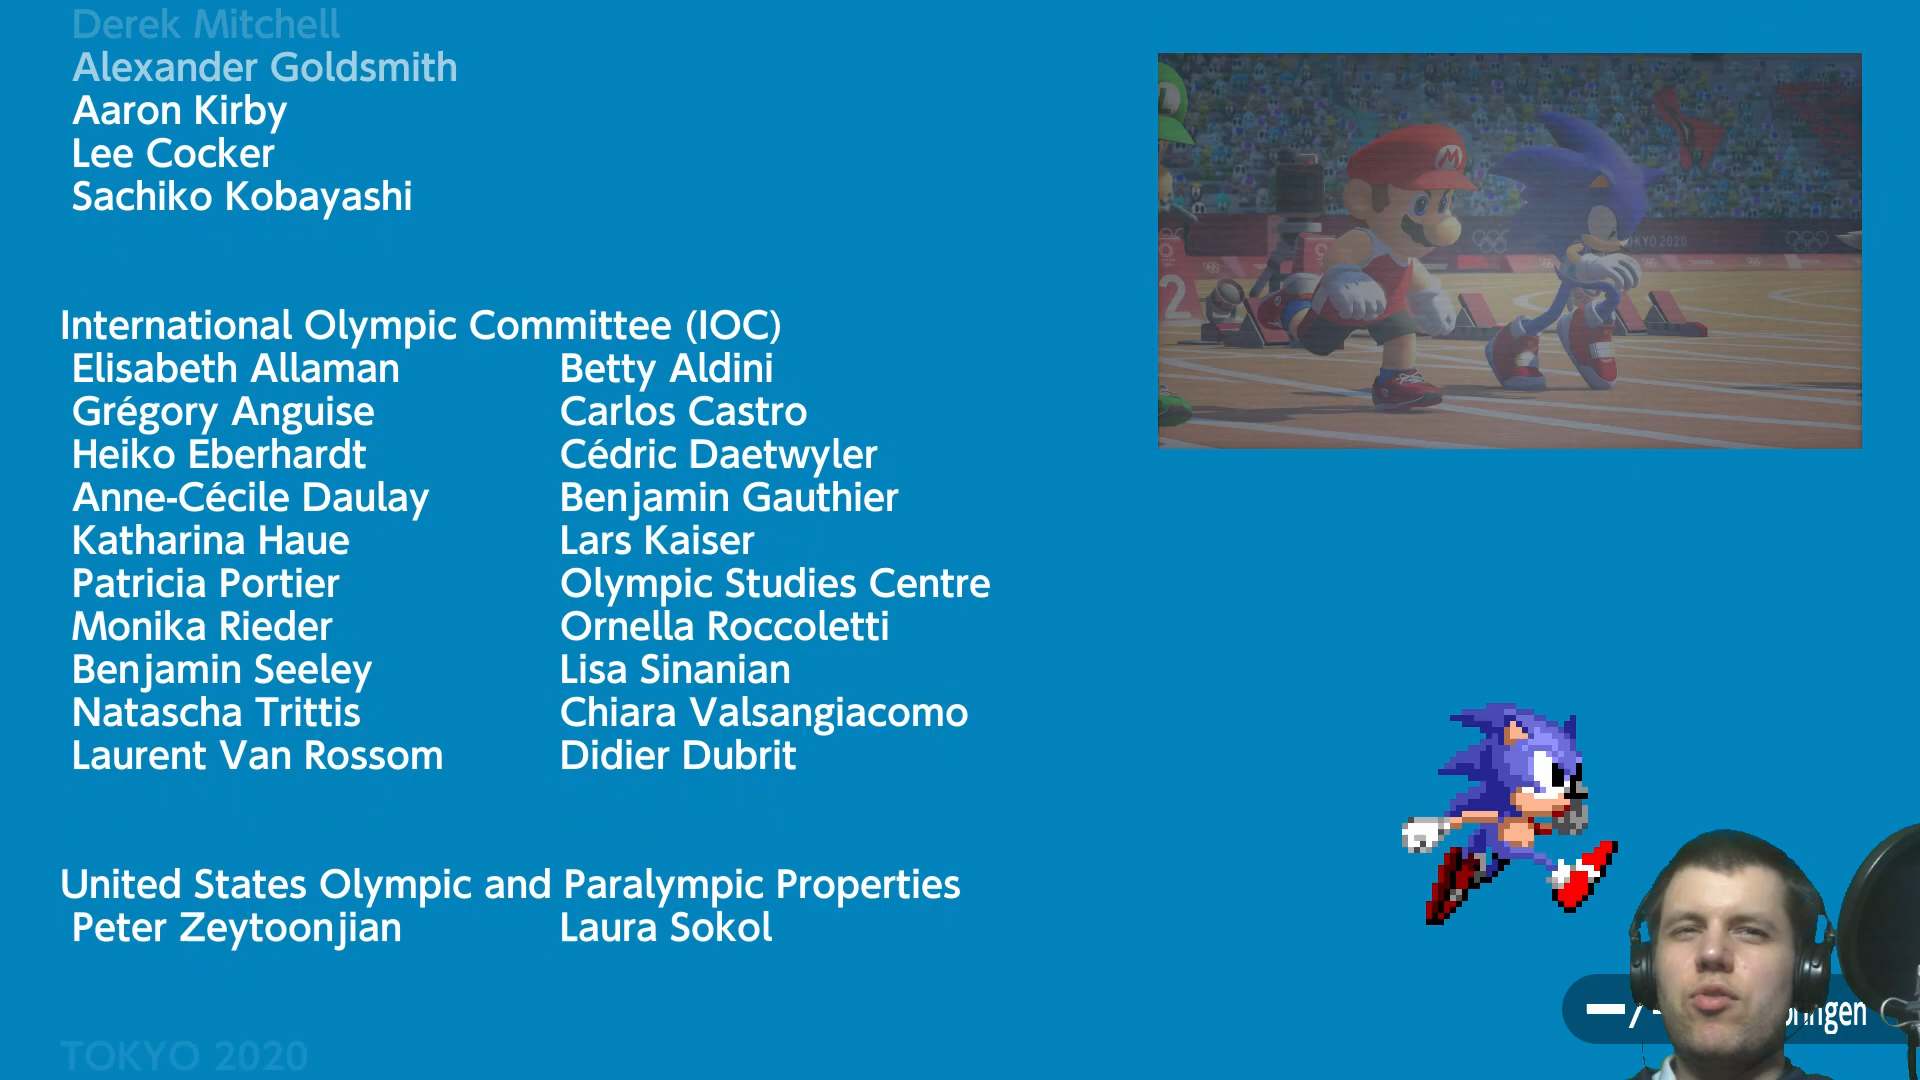 Derek Mitchell
Alexander Goldsmith
Aaron Kirby
Lee Cocker
Sachiko Kobayashi
International Olympic Committee (IOC)
Elisabeth Allaman Betty Aldini
Grégory Anguise Carlos Castro
Heiko Eberhardt Cédric Daetwyler
Anne-Cécile Daulay Benjamin Gauthier
Katharina Haue Lars Kaiser
Patricia Portier Olympic Studies Centre
Monika Rieder Ornella Roccoletti
Benjamin Seeley Lisa Sinanian
Natascha Trittis Chiara Valsangiacomo
Laurent Van Rossom Didier Dubrit
United States Olympic and Paralympic Properties
Peter Zeytoonjian Laura Sokol
TOKYO 2020
M
L
2
TOKYO 2020